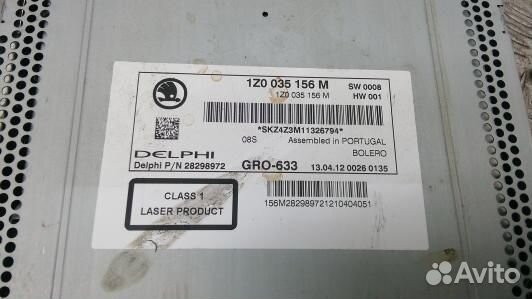 1Z0 035 156 M
1Z0 035 156 M
SW 0008
HW 001
*SKZ4Z3M11326794*
08S Assembled in PORTUGAL
BOLERO
DELPHI
Delphi P/N 28298972
GRO-633
13.04.12 0026 0135
CLASS 1
LASER PRODUCT
156M282989721210404051
Avito